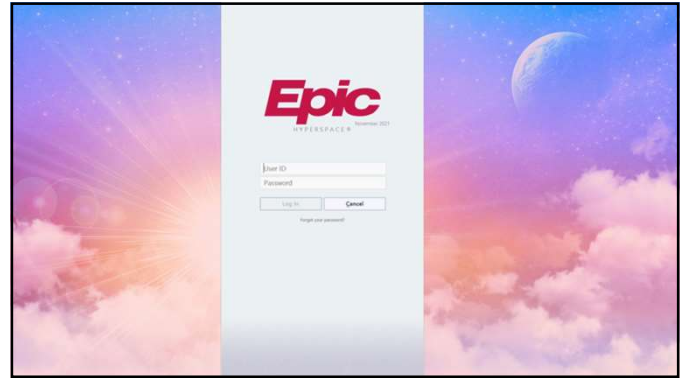 Epic
November 2021
HYPERSPACE®
User ID
Password
Log In
Cancel
Forgot your password?